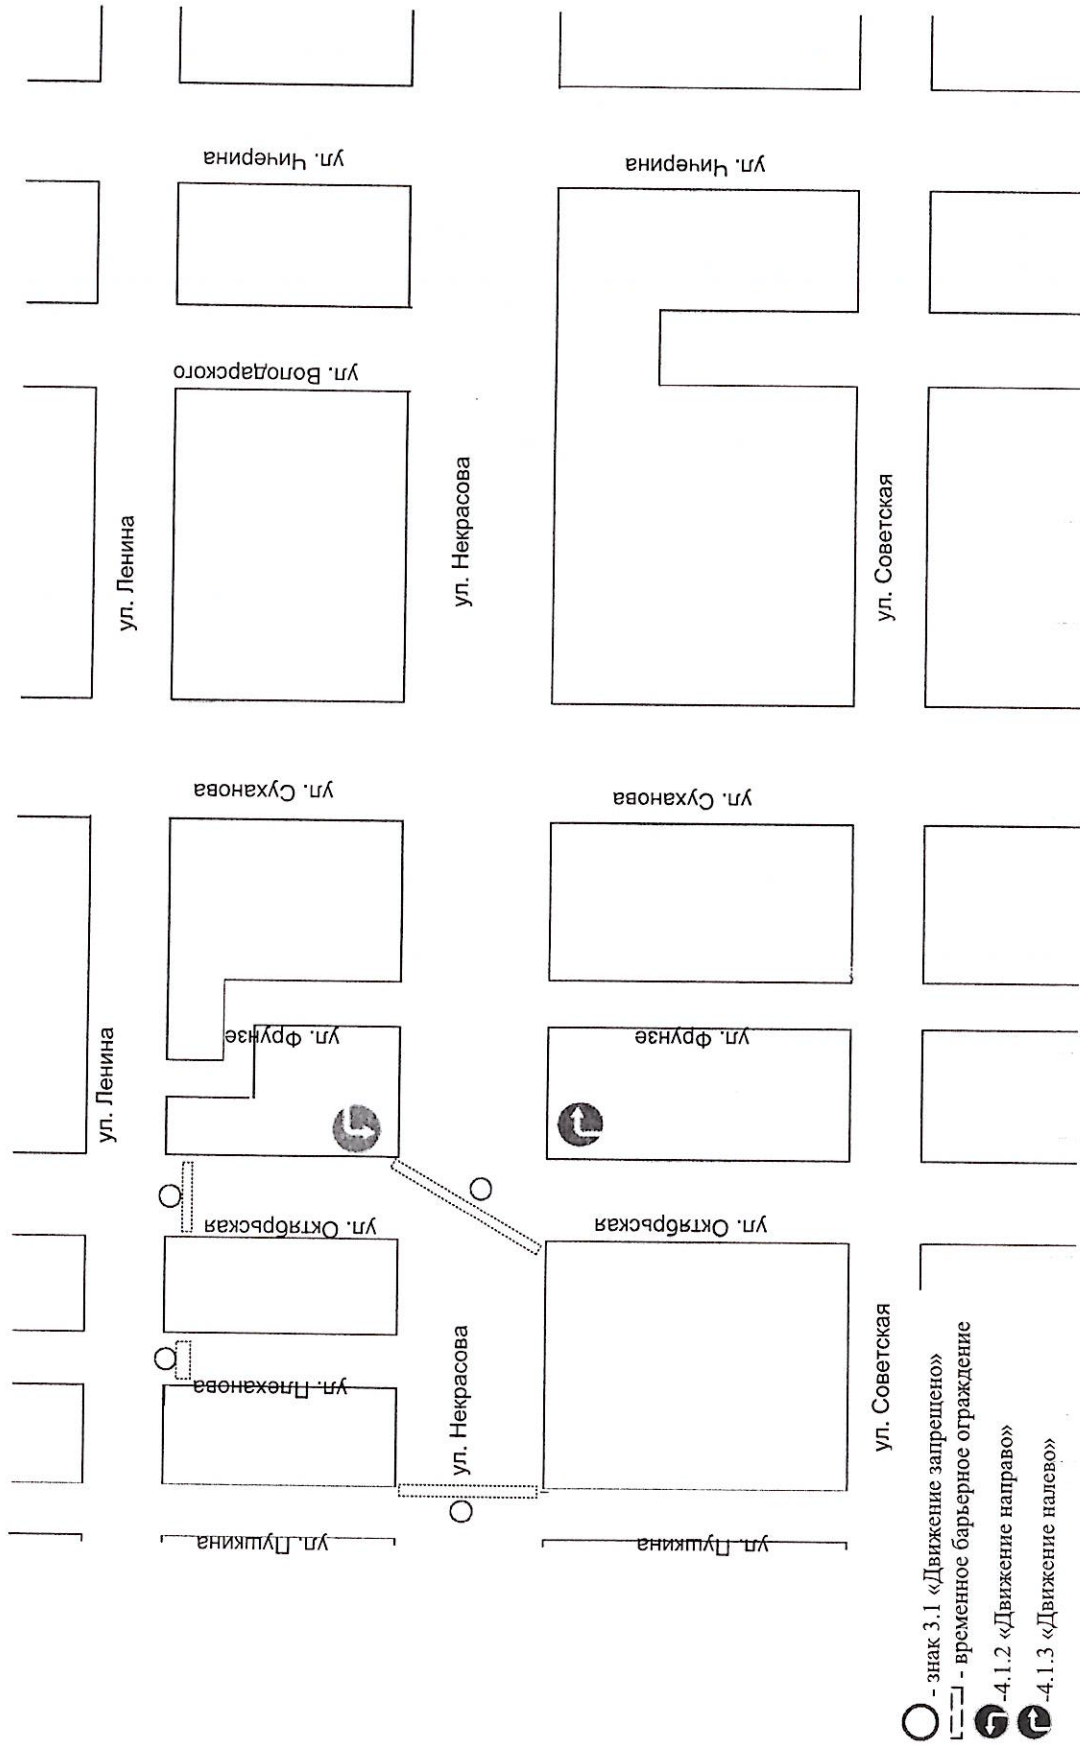 ул. Чичерина
ул. Чичерина
ул. Володарского
ул. Ленина
ул. Некрасова
ул. Советская
ул. Суханова
ул. Суханова
ул. Ленина
ул. Фрунзе
ул. Фрунзе
ул. Октябрьская
ул. Октябрьская
ул. Плеханова
ул. Некрасова
ул. Советская
ул. Пушкина
ул. Пушкина
- знак 3.1 «Движение запрещено»
- временное барьерное ограждение
-4.1.2 «Движение направо»
-4.1.3 «Движение налево»